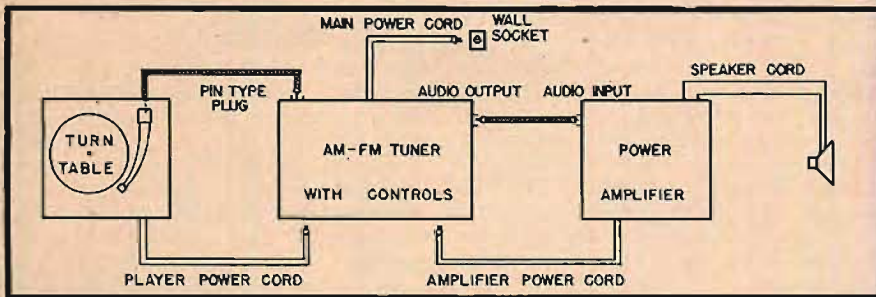 MAIN POWER CORD
WALL
SOCKET
SPEAKER CORD
PIN TYPE
PLUG
AUDIO OUTPUT
AUDIO INPUT
TURN
TABLE
AM-FM TUNER
WITH CONTROLS
POWER
AMPLIFIER
PLAYER POWER CORD
AMPLIFIER POWER CORD